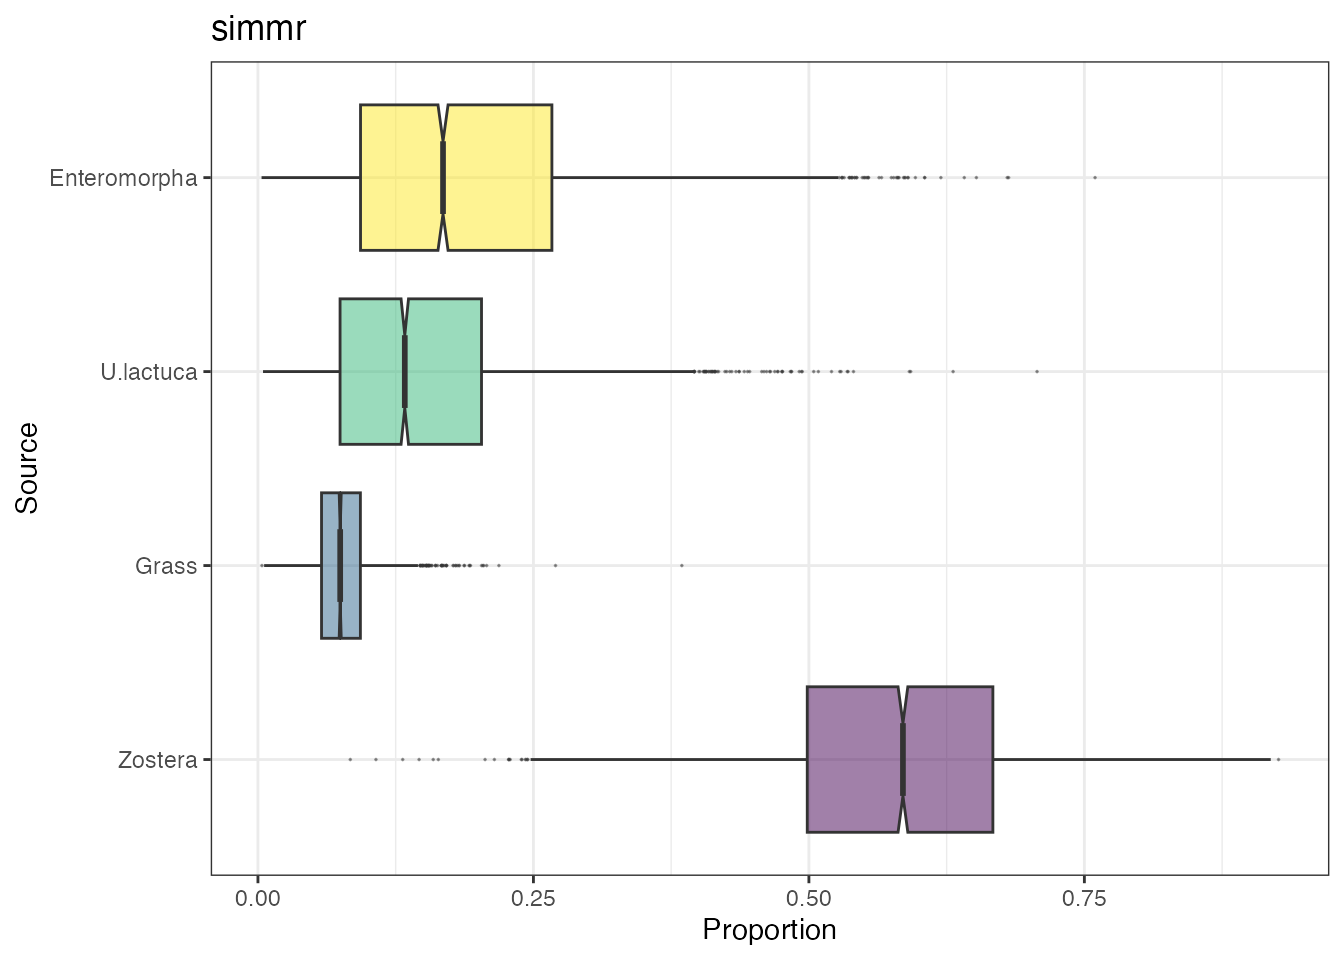 simmr
Enteromorpha
U.lactuca
Grass
Zostera
Source
0.00 0.25 0.50 0.75
Proportion